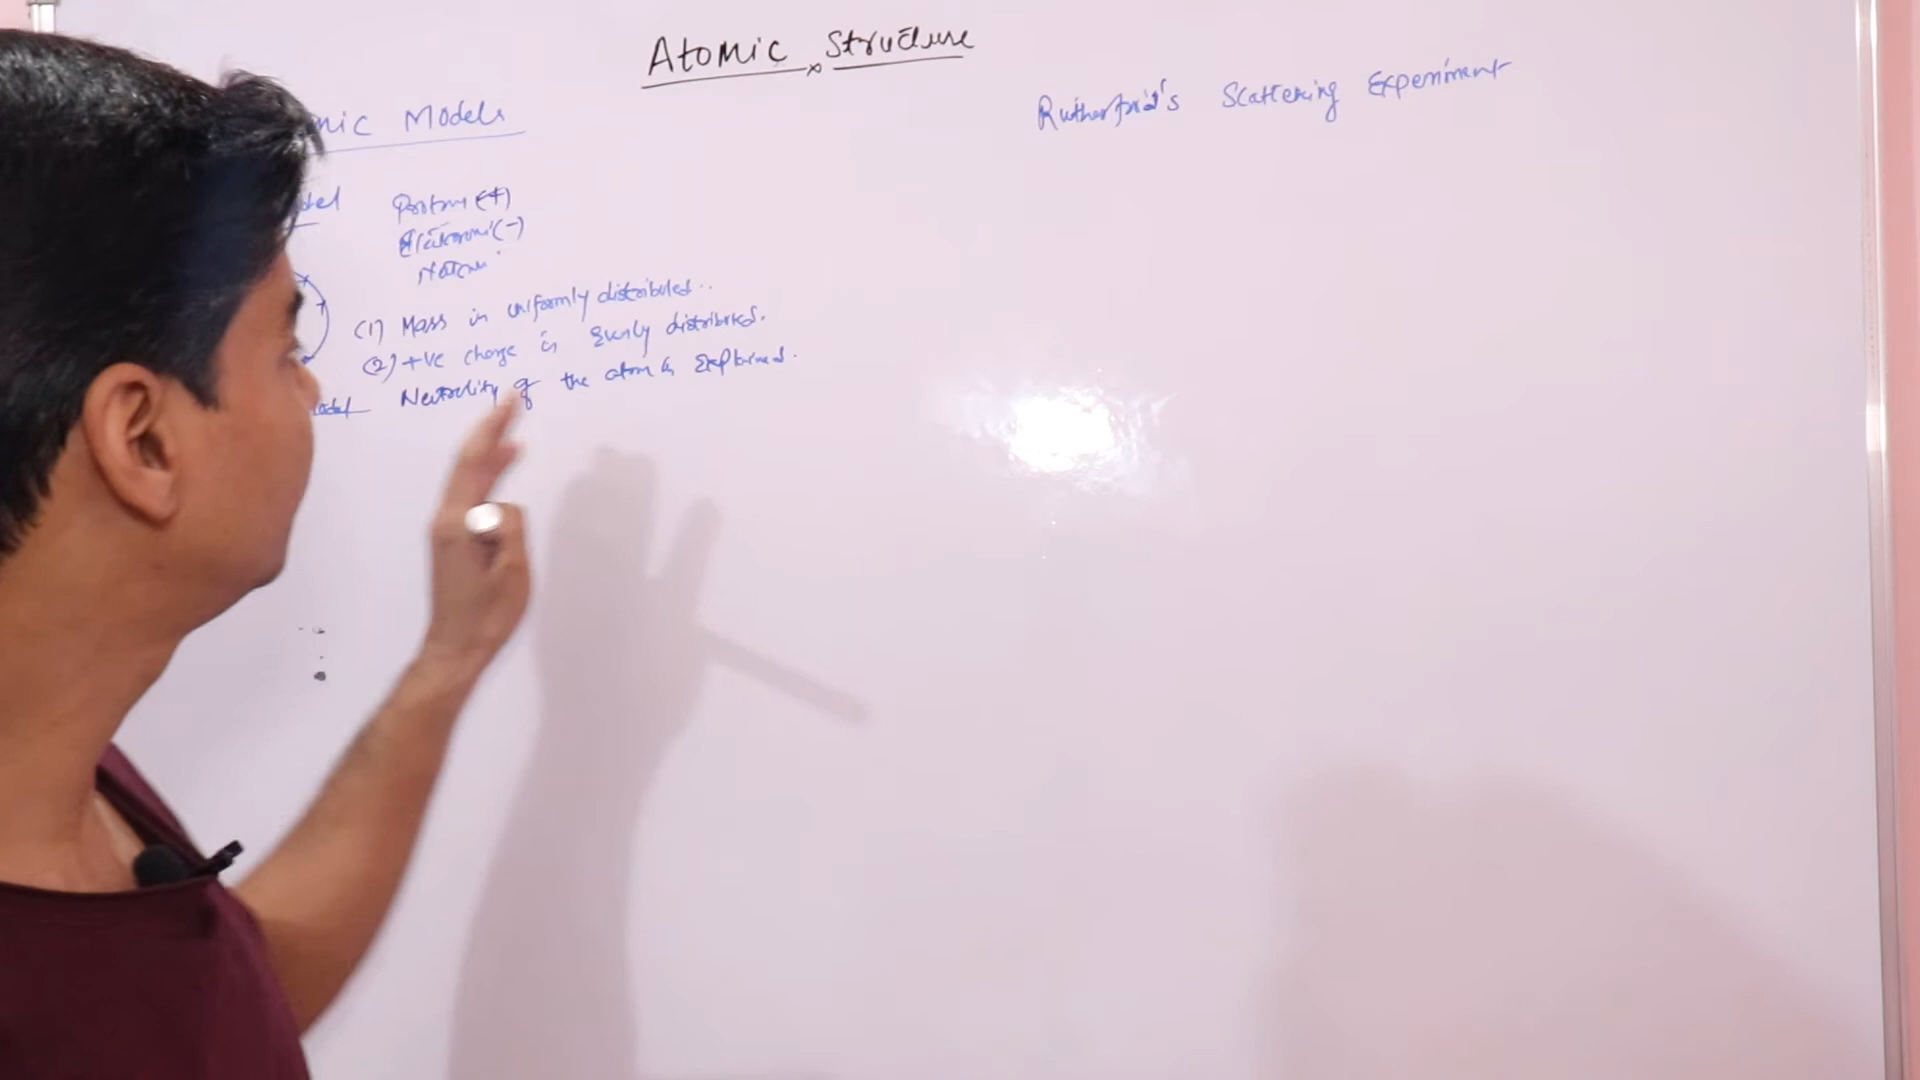 Atomic Structure
mic Models
Rutherford's Scattering Experiment
del Protons (+)
Electrons (-)
(1) Mass is uniformly distributed..
(2) +ve charge is Evenly distributed.
Neutrality of the atom is Explained.